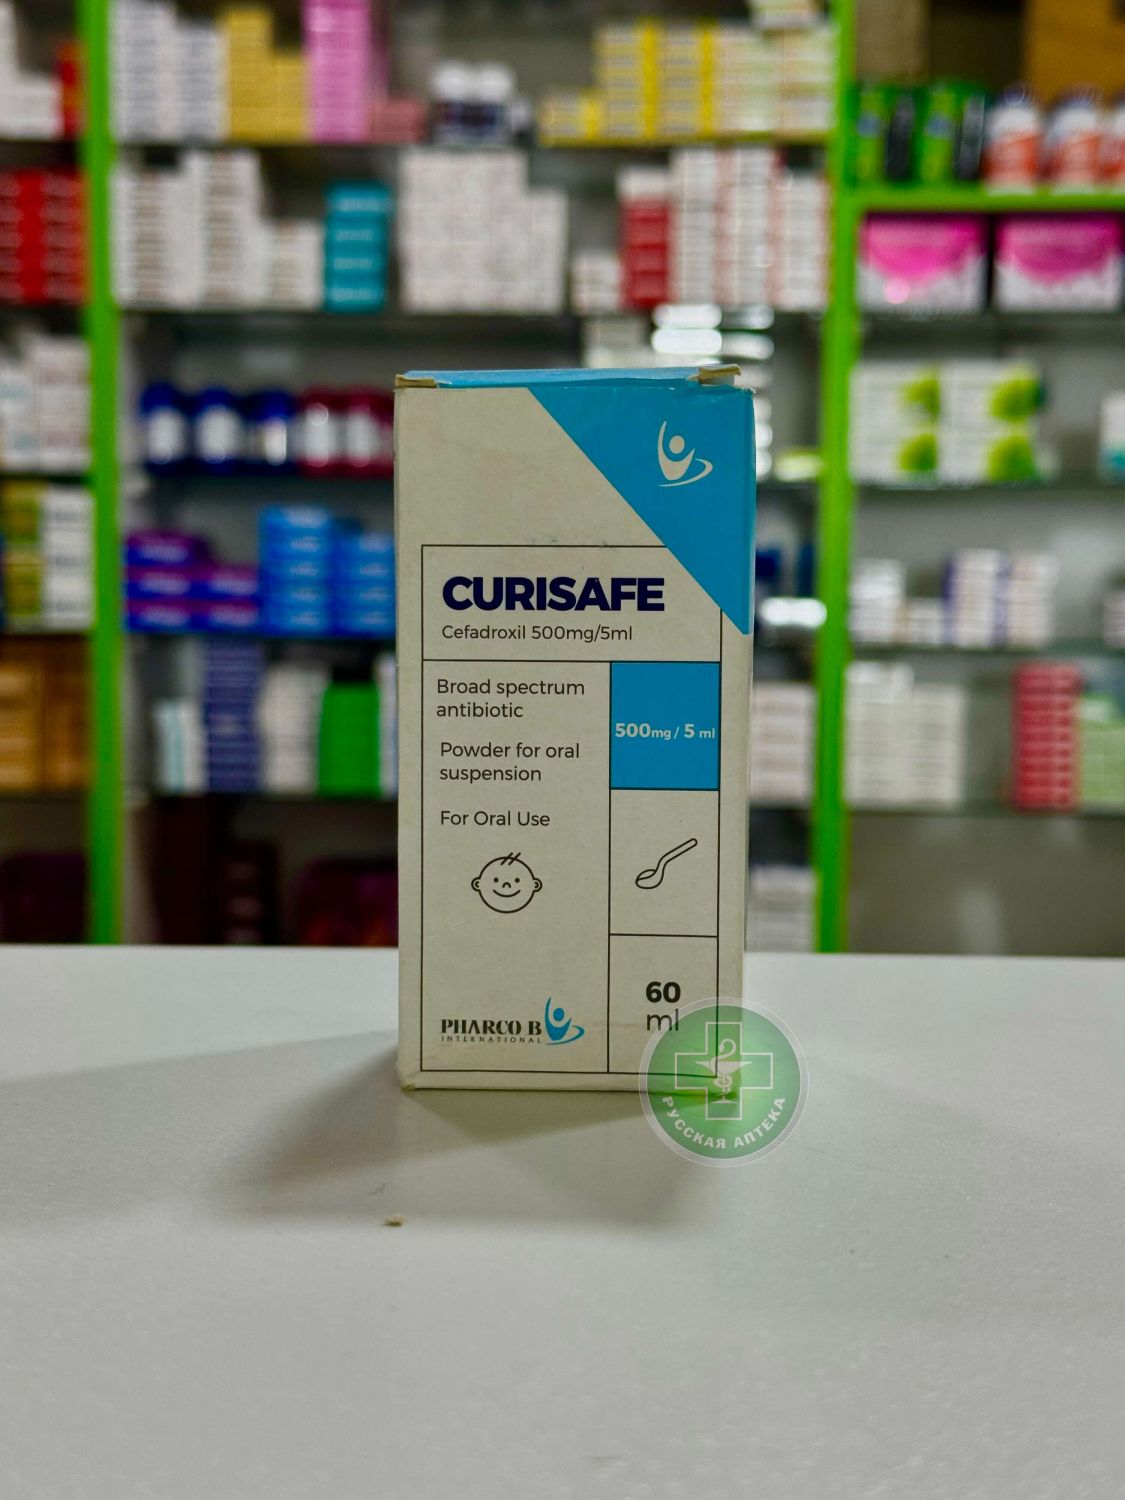 CURISAFE
Cefadroxil 500mg/5ml
Broad spectrum
antibiotic
Powder for oral
suspension
For Oral Use
500mg / 5 ml
60
ml
PHARCO B
INTERNATIONAL
РУССКАЯ АПТЕКА